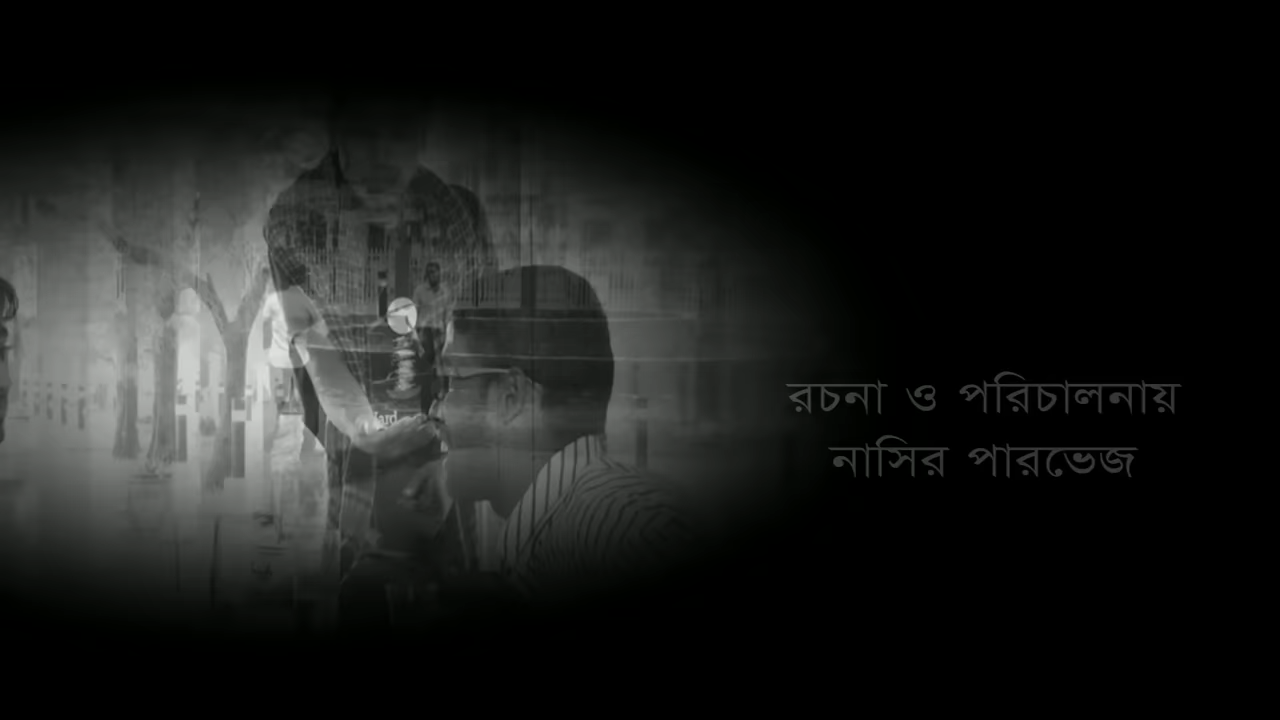 রচনা ও পরিচালনায়
নাসির পারভেজ